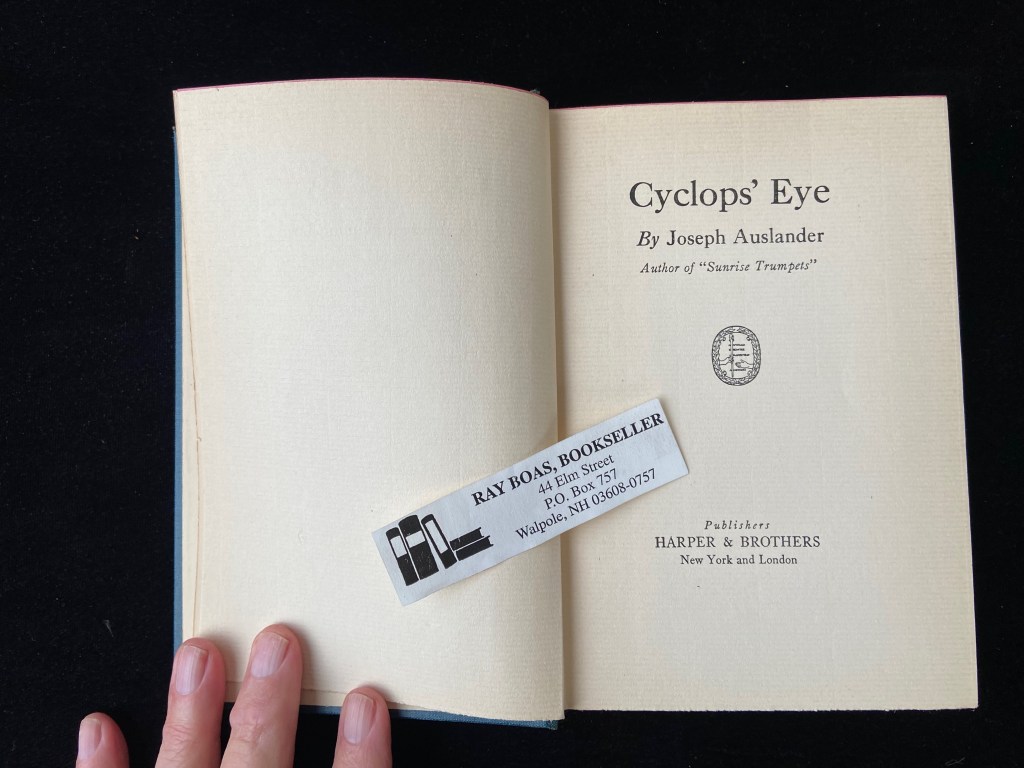 Cyclops' Eye
By Joseph Auslander
Author of "Sunrise Trumpets"
RAY BOAS, BOOKSELLER
44 Elm Street
P.O. Box 757
Walpole, NH 03608-0757
Publishers
HARPER & BROTHERS
New York and London